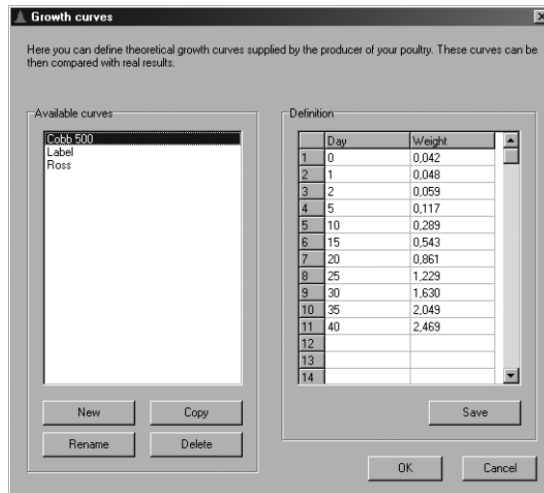 Growth curves
Here you can define theoretical growth curves supplied by the producer of your poultry. These curves can be
then compared with real results.
Available curves
Cobb 500
Label
Ross
New Copy
Rename Delete
Definition
Day Weight
1 0 0,042
2 1 0,048
3 2 0,059
4 5 0,117
5 10 0,289
6 15 0,543
7 20 0,861
8 25 1,229
9 30 1,630
10 35 2,049
11 40 2,469
12
13
14
Save
OK Cancel